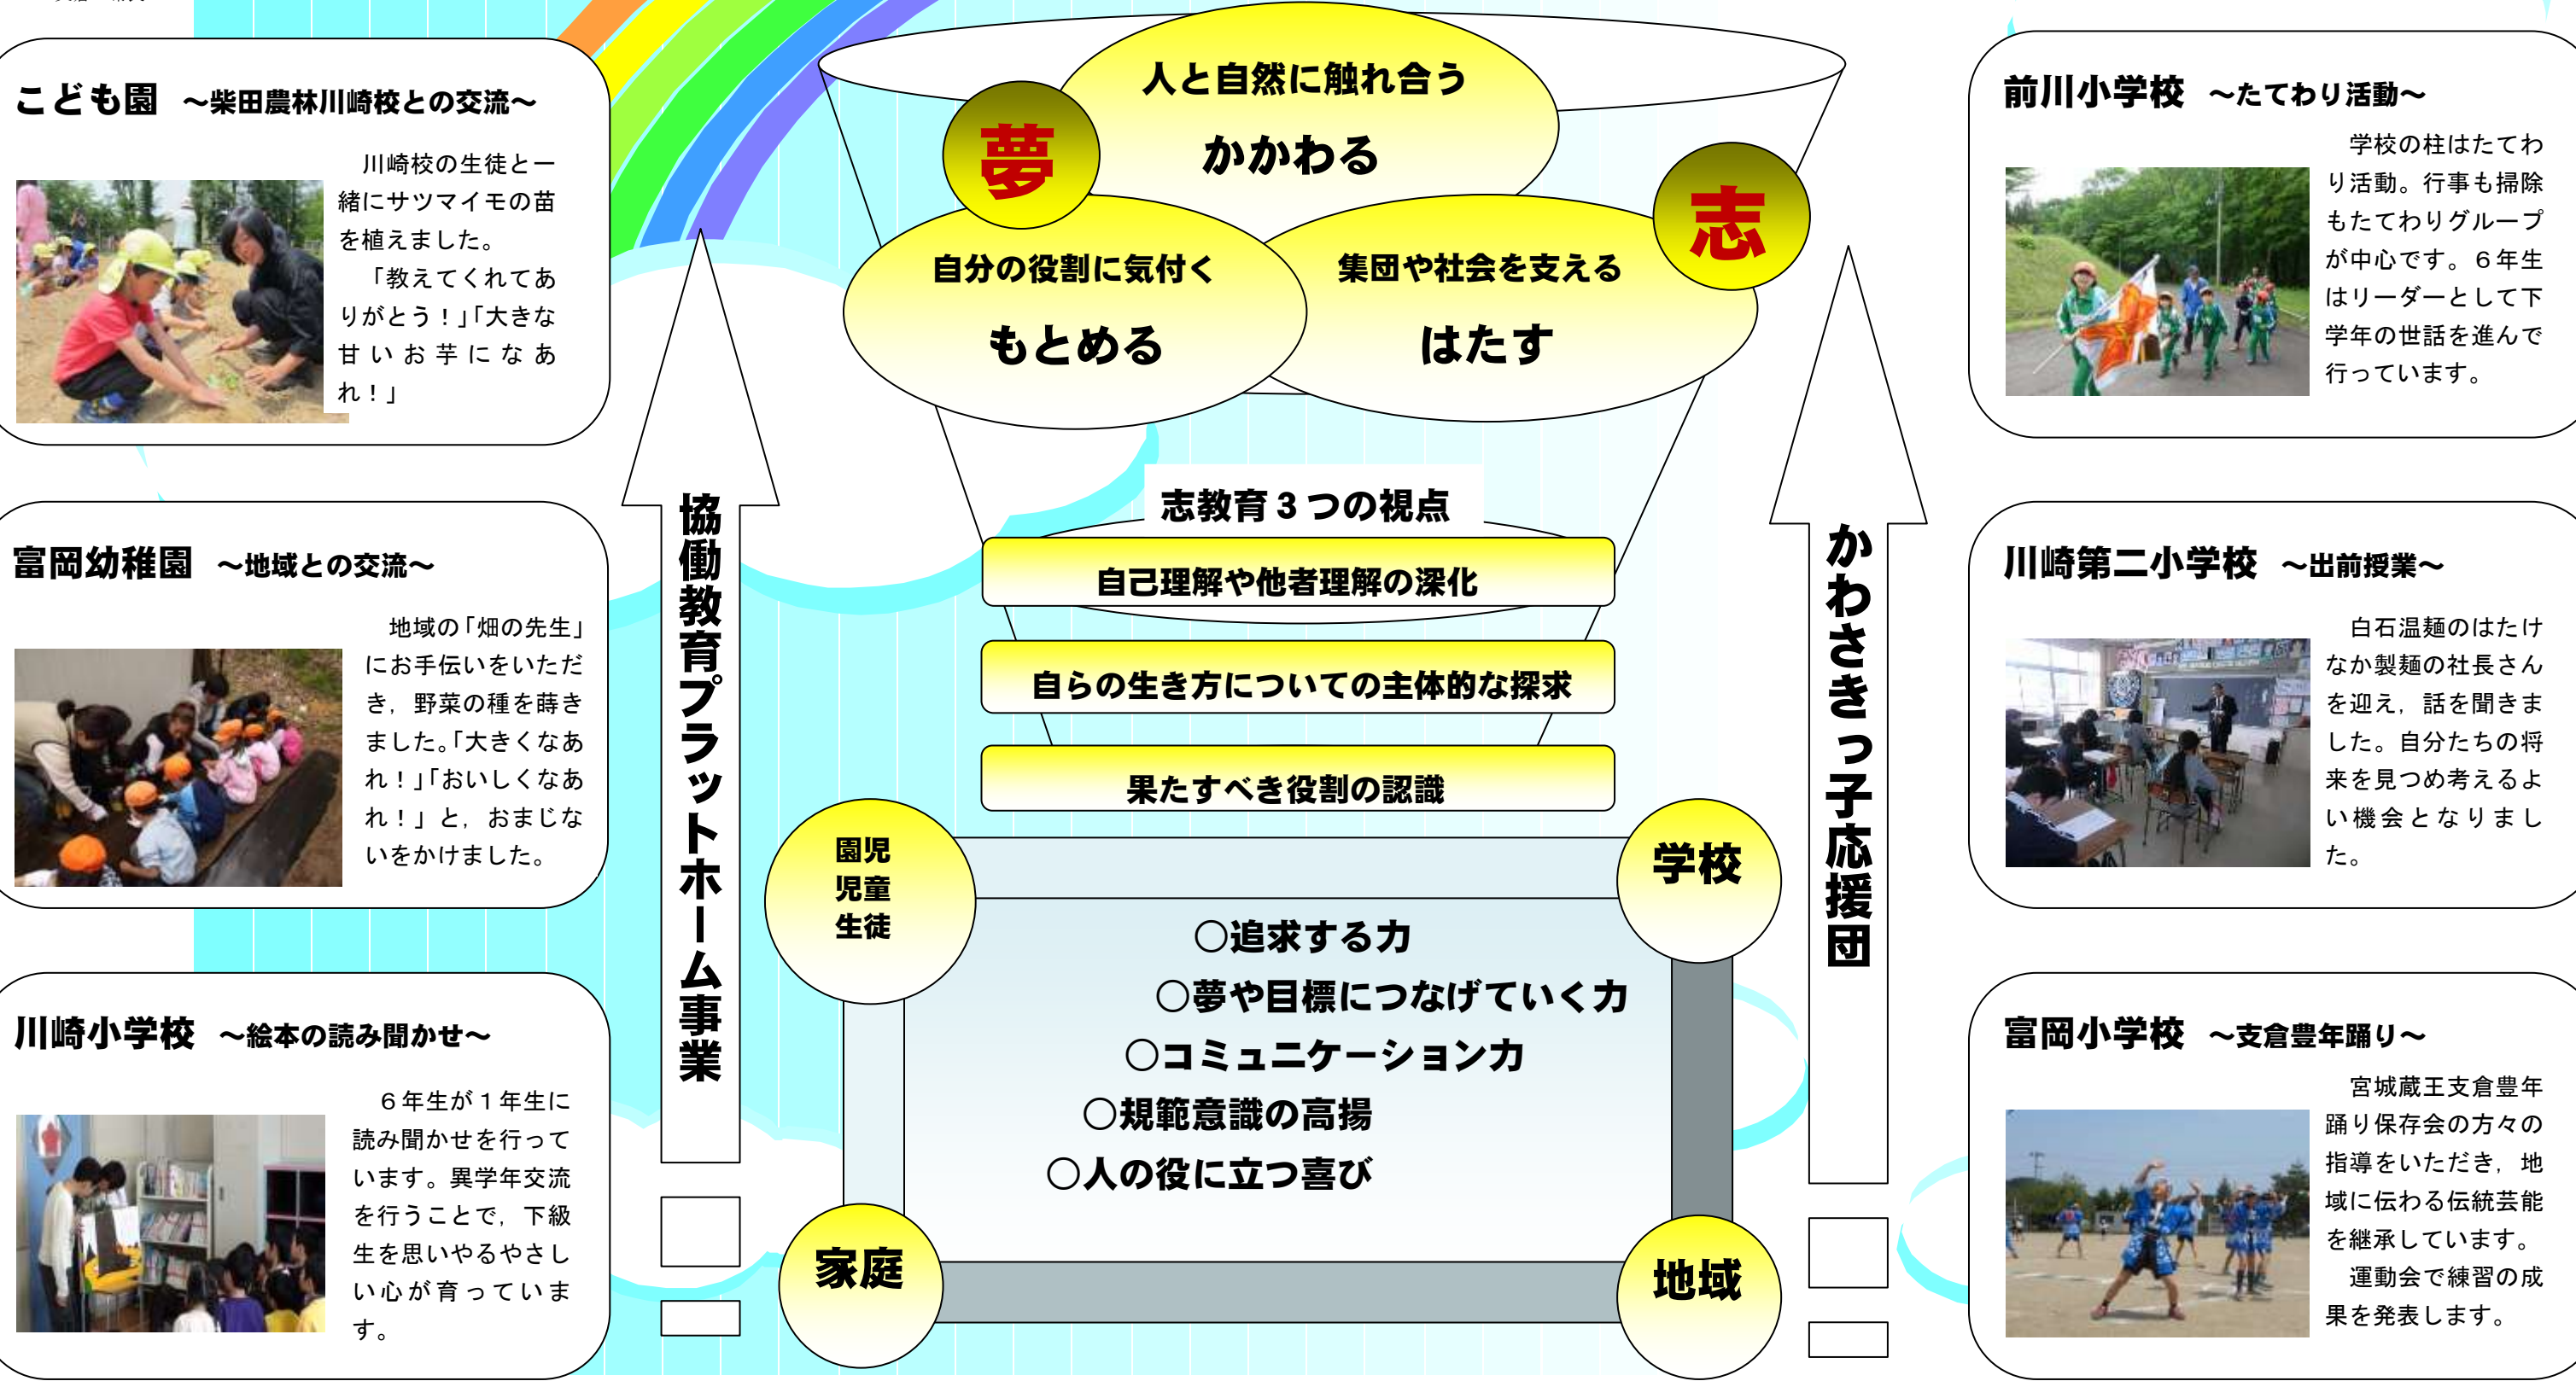 こども園 ～柴田農林川崎校との交流～
川崎校の生徒と一
緒にサツマイモの苗
を植えました。
「教えてくれてあ
りがとう！」「大きな
甘いお芋になあ
れ！」
富岡幼稚園 ～地域との交流～
地域の「畑の先生」
にお手伝いをいただ
き，野菜の種を蒔き
ました。「大きくなあ
れ！」「おいしくなあ
れ！」と，おまじな
いをかけました。
川崎小学校 ～絵本の読み聞かせ～
６年生が１年生に
読み聞かせを行って
います。異学年交流
を行うことで，下級
生を思いやるやさし
い心が育っていま
す。
協働教育プラットホーム事業
人と自然に触れ合う
かかわる
夢
志
自分の役割に気付く
もとめる
集団や社会を支える
はたす
志教育３つの視点
自己理解や他者理解の深化
自らの生き方についての主体的な探求
果たすべき役割の認識
園児
児童
生徒
学校
○追求する力
○夢や目標につなげていく力
○コミュニケーション力
○規範意識の高揚
○人の役に立つ喜び
家庭
地域
かわさきっ子応援団
前川小学校 ～たてわり活動～
学校の柱はたてわ
り活動。行事も掃除
もたてわりグループ
が中心です。６年生
はリーダーとして下
学年の世話を進んで
行っています。
川崎第二小学校 ～出前授業～
白石温麺のはたけ
なか製麺の社長さん
を迎え，話を聞きま
した。自分たちの将
来を見つめ考えるよ
い機会となりまし
た。
富岡小学校 ～支倉豊年踊り～
宮城蔵王支倉豊年
踊り保存会の方々の
指導をいただき，地
域に伝わる伝統芸能
を継承しています。
運動会で練習の成
果を発表します。